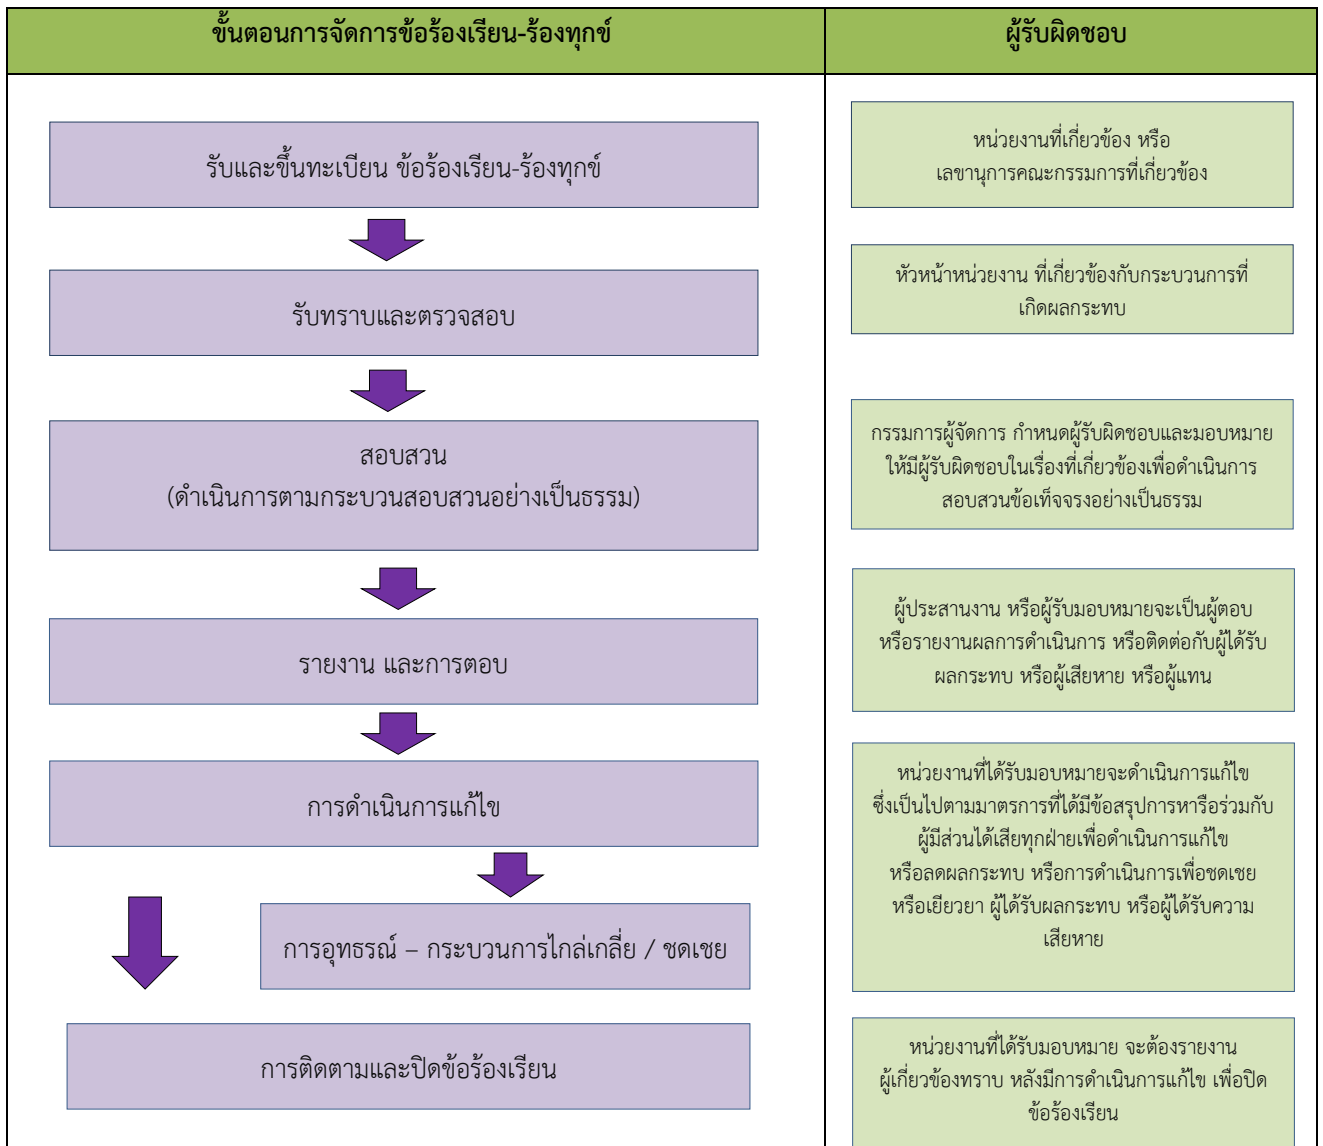 ขั้นตอนการจัดการข้อร้องเรียน-ร้องทุกข์
ผู้รับผิดชอบ
รับและขึ้นทะเบียน ข้อร้องเรียน-ร้องทุกข์
หน่วยงานที่เกี่ยวข้อง หรือ
เลขานุการคณะกรรมการที่เกี่ยวข้อง
รับทราบและตรวจสอบ
หัวหน้าหน่วยงาน ที่เกี่ยวข้องกับกระบวนการที่
เกิดผลกระทบ
สอบสวน
(ดำเนินการตามกระบวนสอบสวนอย่างเป็นธรรม)
กรรมการผู้จัดการ กำหนดผู้รับผิดชอบและมอบหมาย
ให้มีผู้รับผิดชอบในเรื่องที่เกี่ยวข้องเพื่อดำเนินการ
สอบสวนข้อเท็จจรงอย่างเป็นธรรม
รายงาน และการตอบ
ผู้ประสานงาน หรือผู้รับมอบหมายจะเป็นผู้ตอบ
หรือรายงานผลการดำเนินการ หรือติดต่อกับผู้ได้รับ
ผลกระทบ หรือผู้เสียหาย หรือผู้แทน
การดำเนินการแก้ไข
หน่วยงานที่ได้รับมอบหมายจะดำเนินการแก้ไข
ซึ่งเป็นไปตามมาตรการที่ได้มีข้อสรุปการหารือร่วมกับ
ผู้มีส่วนได้เสียทุกฝ่ายเพื่อดำเนินการแก้ไข
หรือลดผลกระทบ หรือการดำเนินการเพื่อชดเชย
หรือเยียวยา ผู้ได้รับผลกระทบ หรือผู้ได้รับความ
เสียหาย
การอุทธรณ์ – กระบวนการไกล่เกลี่ย / ชดเชย
การติดตามและปิดข้อร้องเรียน
หน่วยงานที่ได้รับมอบหมาย จะต้องรายงาน
ผู้เกี่ยวข้องทราบ หลังมีการดำเนินการแก้ไข เพื่อปิด
ข้อร้องเรียน